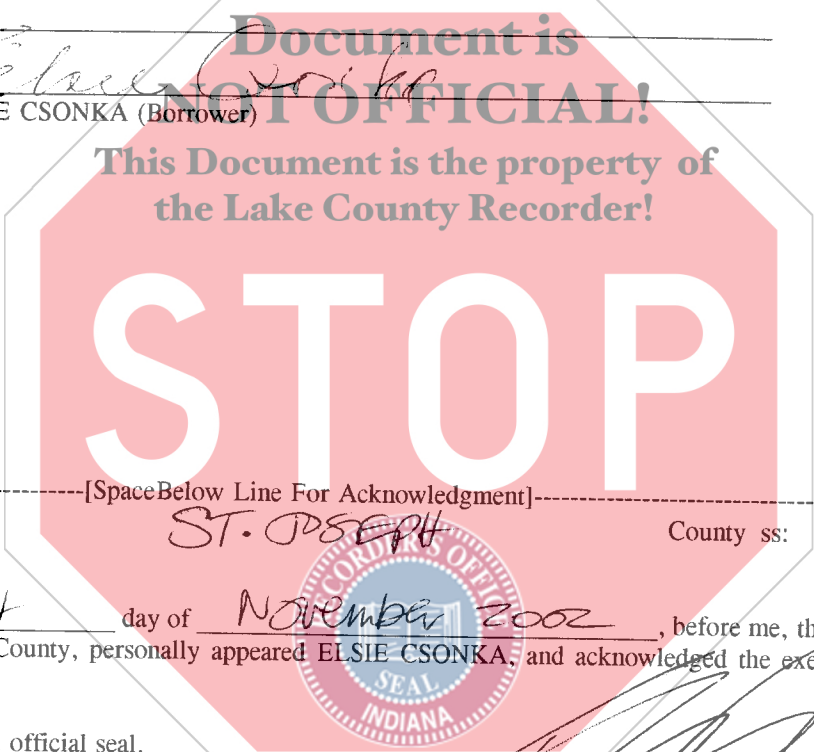 Document is
Elsie Csonka
NOT OFFICIAL!
E CSONKA (Borrower)
This Document is the property of
the Lake County Recorder!
STOP
[SpaceBelow Line For Acknowledgment]
ST. JOSEPH County ss:
day of November 2002, before me, th
County, personally appeared ELSIE CSONKA, and acknowledged the exe
RECORDER'S OFFICE
SEAL
INDIANA
official seal.